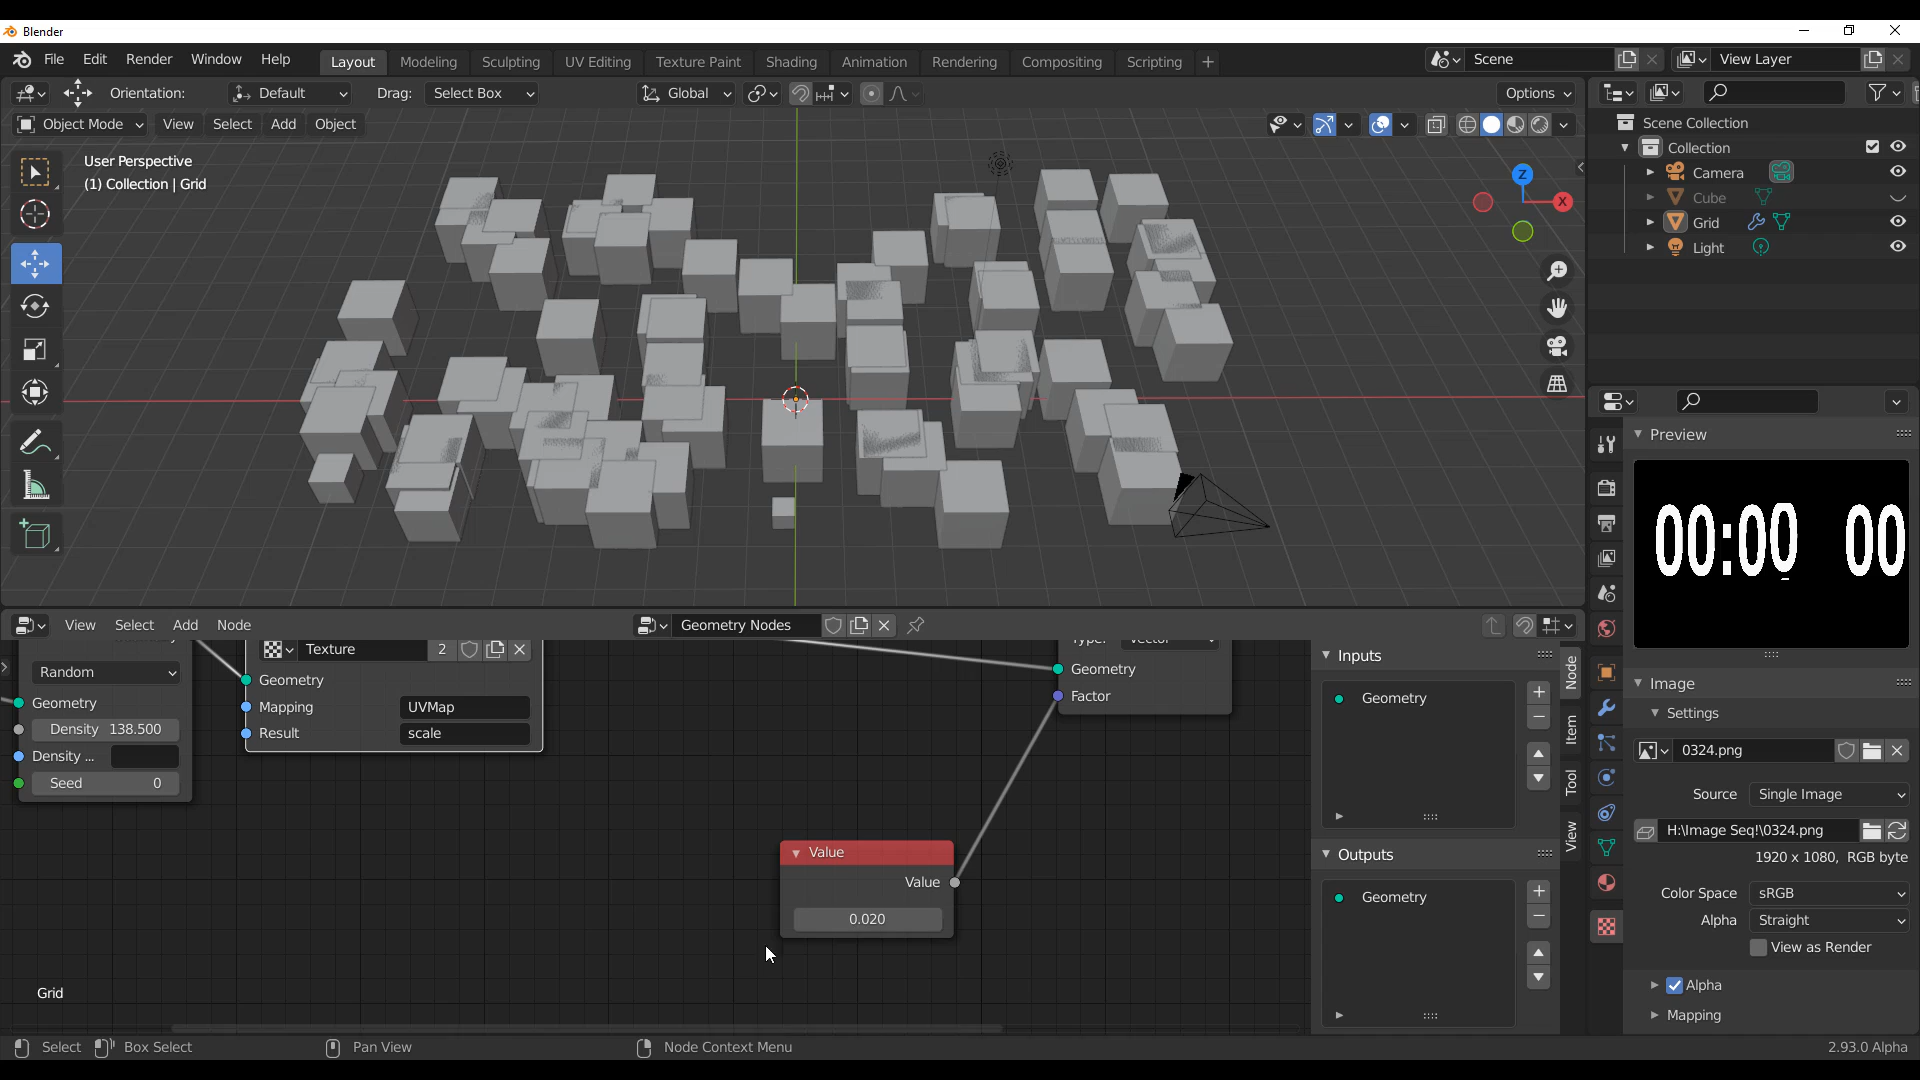 Blender
File Edit Render Window Help Layout Modeling Sculpting UV Editing Texture Paint Shading Animation Rendering Compositing Scripting + Scene View Layer
Orientation: Default Drag: Select Box Global Options
Object Mode View Select Add Object
User Perspective
(1) Collection | Grid
Z
X
Scene Collection
Collection
Camera
Cube
Grid
Light
Preview
00:00 00
Image
Settings
0324.png
Source Single Image
H:\Image Seq!\0324.png
1920 x 1080, RGB byte
Color Space sRGB
Alpha Straight
View as Render
Alpha
Mapping
View Select Add Node Geometry Nodes
Random
Geometry
Density 138.500
Density ...
Seed 0
Texture 2
Geometry
Mapping UVMap
Result scale
Geometry
Factor
Value
Value
0.020
Inputs
Geometry
Outputs
Geometry
Node
Item
Tool
View
Grid
Select Box Select Pan View Node Context Menu 2.93.0 Alpha